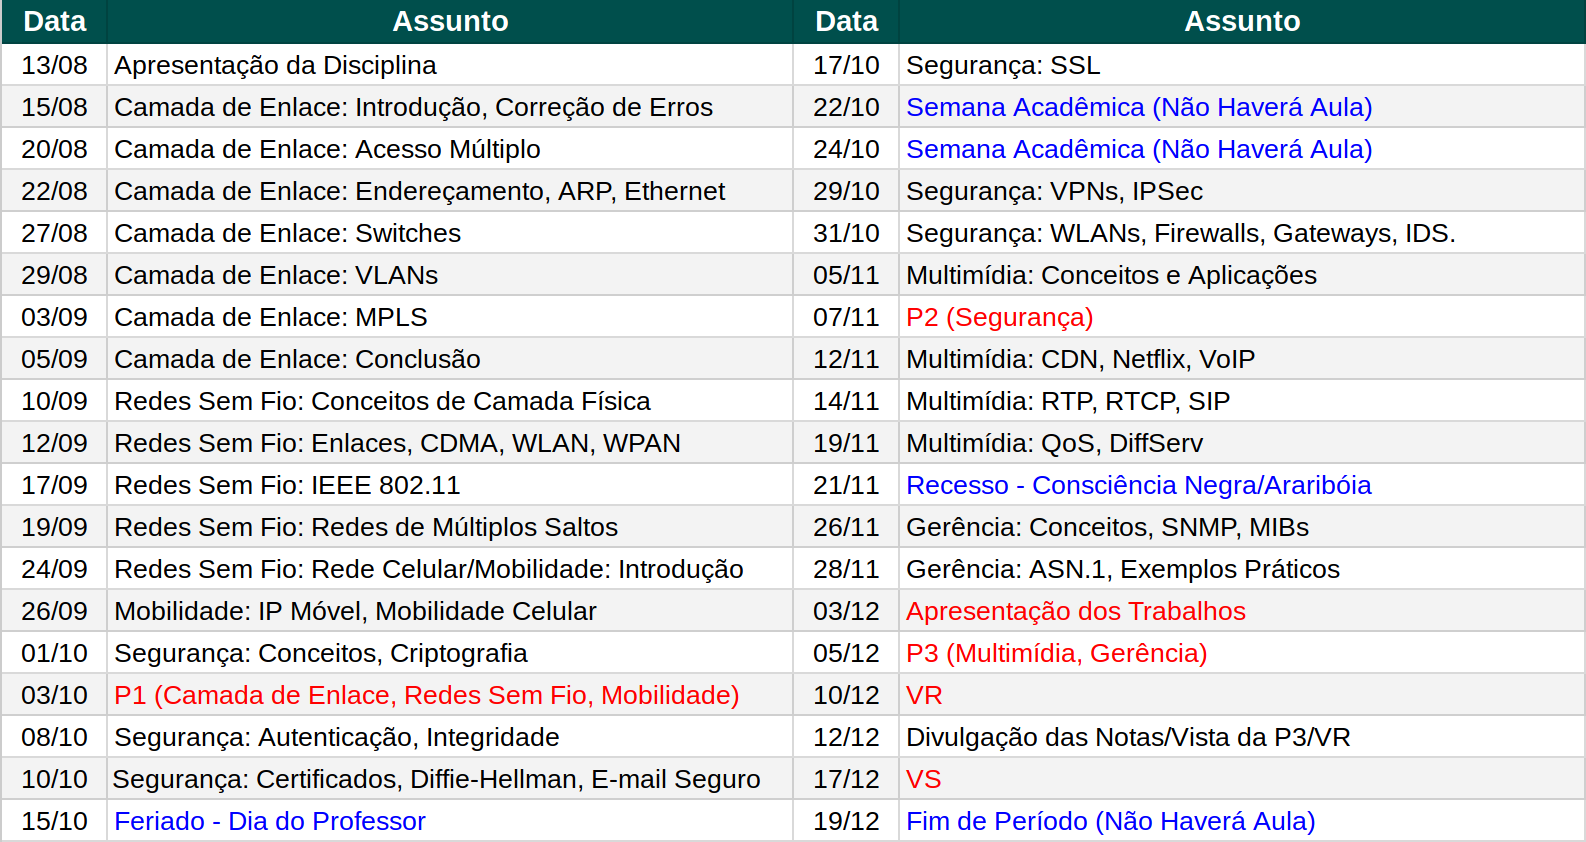 Data Assunto Data Assunto
13/08 Apresentação da Disciplina 17/10 Segurança: SSL
15/08 Camada de Enlace: Introdução, Correção de Erros 22/10 Semana Acadêmica (Não Haverá Aula)
20/08 Camada de Enlace: Acesso Múltiplo 24/10 Semana Acadêmica (Não Haverá Aula)
22/08 Camada de Enlace: Endereçamento, ARP, Ethernet 29/10 Segurança: VPNs, IPSec
27/08 Camada de Enlace: Switches 31/10 Segurança: WLANs, Firewalls, Gateways, IDS.
29/08 Camada de Enlace: VLANs 05/11 Multimídia: Conceitos e Aplicações
03/09 Camada de Enlace: MPLS 07/11 P2 (Segurança)
05/09 Camada de Enlace: Conclusão 12/11 Multimídia: CDN, Netflix, VoIP
10/09 Redes Sem Fio: Conceitos de Camada Física 14/11 Multimídia: RTP, RTCP, SIP
12/09 Redes Sem Fio: Enlaces, CDMA, WLAN, WPAN 19/11 Multimídia: QoS, DiffServ
17/09 Redes Sem Fio: IEEE 802.11 21/11 Recesso - Consciência Negra/Araribóia
19/09 Redes Sem Fio: Redes de Múltiplos Saltos 26/11 Gerência: Conceitos, SNMP, MIBs
24/09 Redes Sem Fio: Rede Celular/Mobilidade: Introdução 28/11 Gerência: ASN.1, Exemplos Práticos
26/09 Mobilidade: IP Móvel, Mobilidade Celular 03/12 Apresentação dos Trabalhos
01/10 Segurança: Conceitos, Criptografia 05/12 P3 (Multimídia, Gerência)
03/10 P1 (Camada de Enlace, Redes Sem Fio, Mobilidade) 10/12 VR
08/10 Segurança: Autenticação, Integridade 12/12 Divulgação das Notas/Vista da P3/VR
10/10 Segurança: Certificados, Diffie-Hellman, E-mail Seguro 17/12 VS
15/10 Feriado - Dia do Professor 19/12 Fim de Período (Não Haverá Aula)